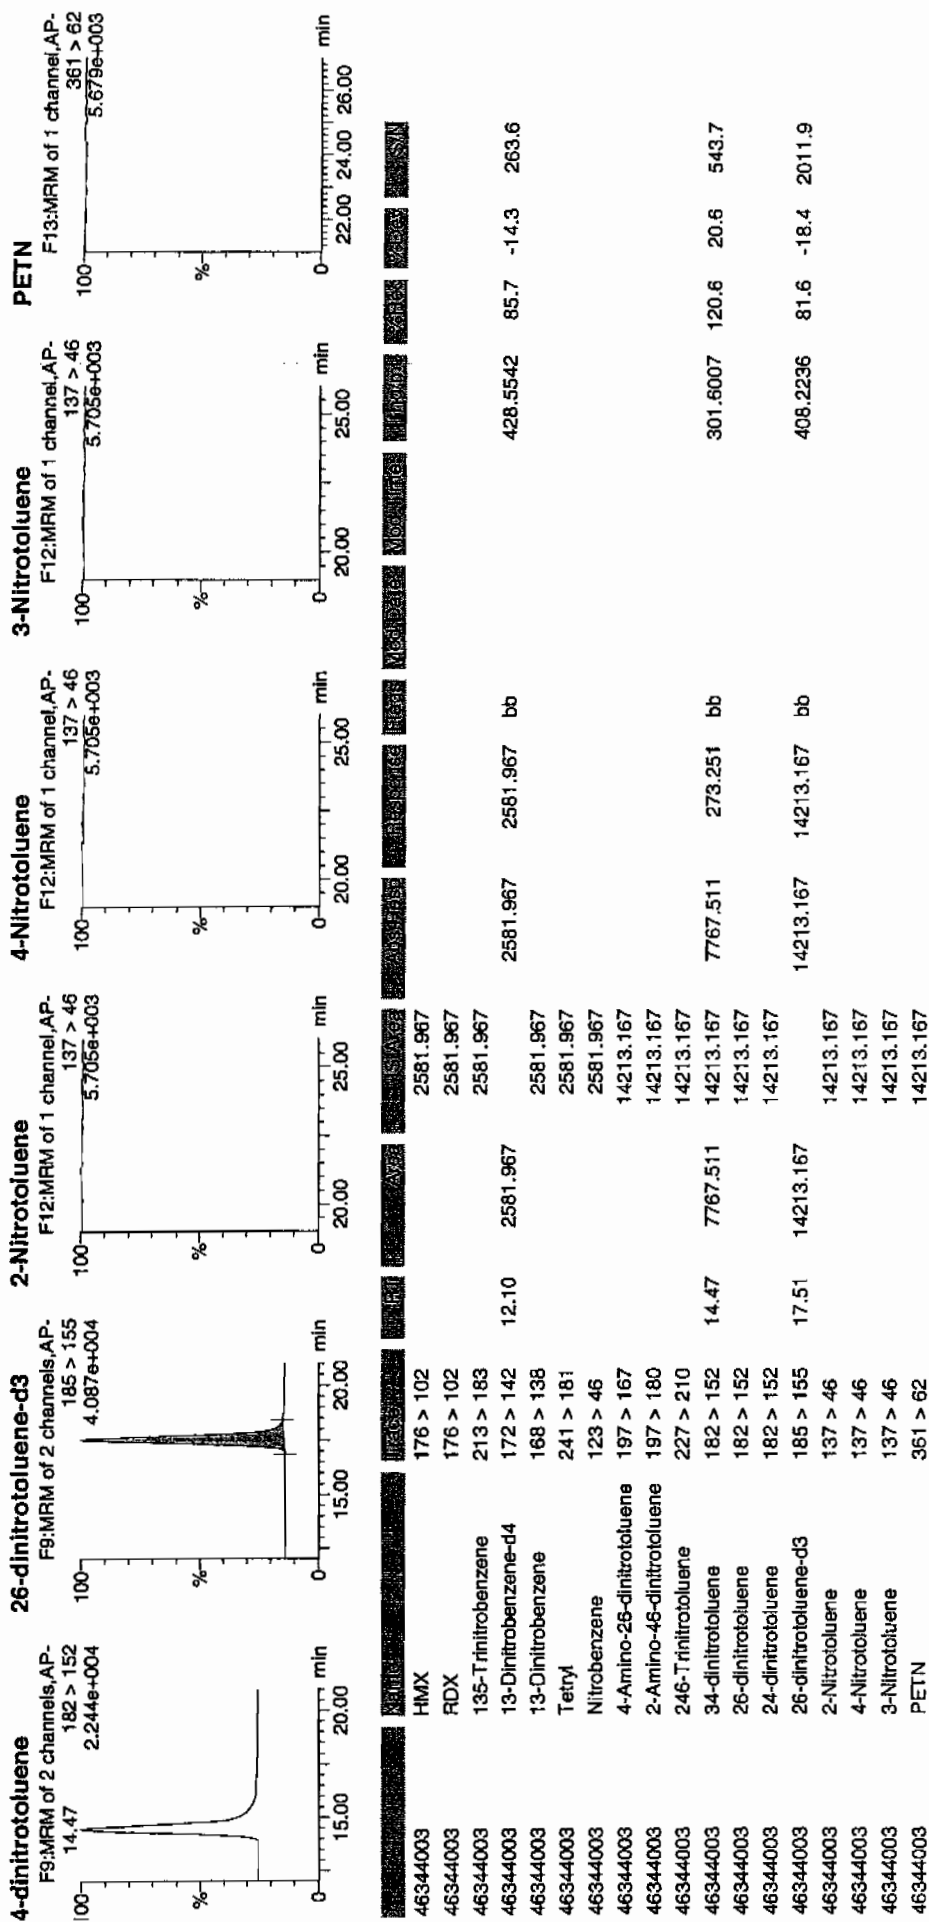 4-dinitrotoluene
F9:MRM of 2 channels,AP-
14.47 182 > 152
2.244e+004
100
%
0
15.00 20.00 min
26-dinitrotoluene-d3
F9:MRM of 2 channels,AP-
185 > 155
4.087e+004
100
%
0
15.00 20.00 min
2-Nitrotoluene
F12:MRM of 1 channel,AP-
137 > 46
5.705e+003
100
%
0
20.00 25.00 min
4-Nitrotoluene
F12:MRM of 1 channel,AP-
137 > 46
5.705e+003
100
%
0
20.00 25.00 min
3-Nitrotoluene
F12:MRM of 1 channel,AP-
137 > 46
5.705e+003
100
%
0
20.00 25.00 min
PETN
F13:MRM of 1 channel,AP-
361 > 62
5.679e+003
100
%
0
22.00 24.00 26.00 min
RT Area IS Area Abs Resp Response Mod Date Mod Time %Rec %Dev S/N
46344003 HMX 176 > 102 2581.967
46344003 RDX 176 > 102 2581.967
46344003 135-Trinitrobenzene 213 > 183 2581.967
46344003 13-Dinitrobenzene-d4 172 > 142 12.10 2581.967 2581.967 2581.967 bb 428.5542 85.7 -14.3 263.6
46344003 13-Dinitrobenzene 168 > 138 2581.967
46344003 Tetryl 241 > 181 2581.967
46344003 Nitrobenzene 123 > 46 2581.967
46344003 4-Amino-26-dinitrotoluene 197 > 167 14213.167
46344003 2-Amino-46-dinitrotoluene 197 > 180 14213.167
46344003 246-Trinitrotoluene 227 > 210 14213.167
46344003 34-dinitrotoluene 182 > 152 14.47 7767.511 14213.167 7767.511 273.251 bb 301.6007 120.6 20.6 543.7
46344003 26-dinitrotoluene 182 > 152 14213.167
46344003 24-dinitrotoluene 182 > 152 14213.167
46344003 26-dinitrotoluene-d3 185 > 155 17.51 14213.167 14213.167 14213.167 bb 408.2236 81.6 -18.4 2011.9
46344003 2-Nitrotoluene 137 > 46 14213.167
46344003 4-Nitrotoluene 137 > 46 14213.167
46344003 3-Nitrotoluene 137 > 46 14213.167
46344003 PETN 361 > 62 14213.167